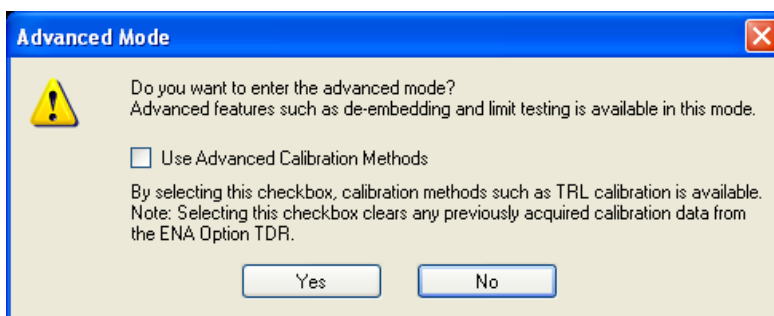 Advanced Mode
Do you want to enter the advanced mode?
Advanced features such as de-embedding and limit testing is available in this mode.
Use Advanced Calibration Methods
By selecting this checkbox, calibration methods such as TRL calibration is available.
Note: Selecting this checkbox clears any previously acquired calibration data from
the ENA Option TDR.
Yes
No